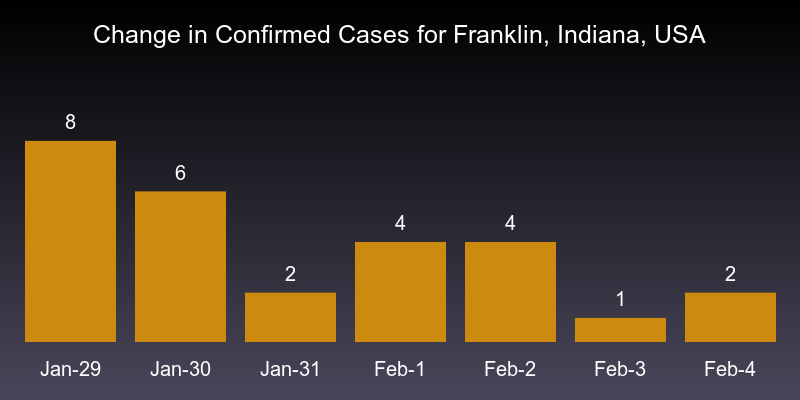 Change in Confirmed Cases for Franklin, Indiana, USA
8
6
2
4
4
1
2
Jan-29
Jan-30
Jan-31
Feb-1
Feb-2
Feb-3
Feb-4